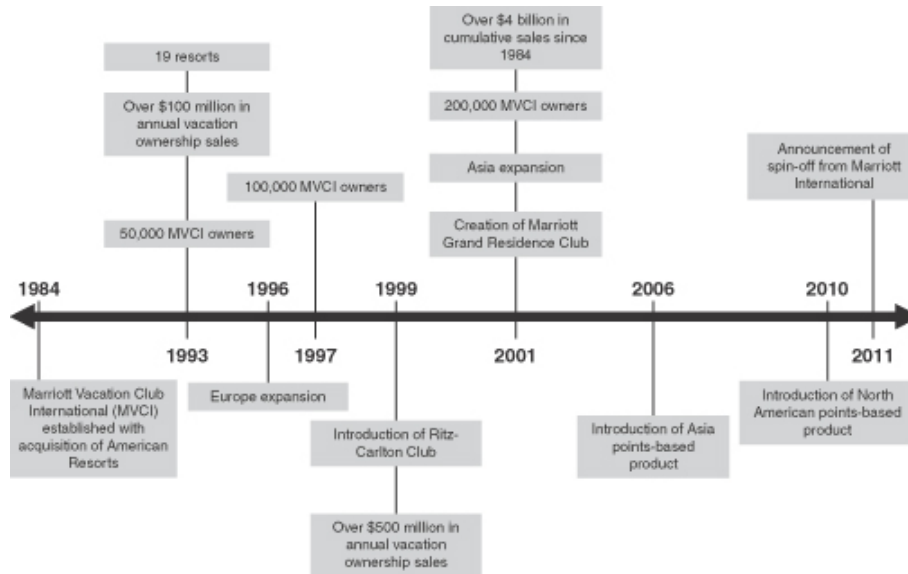 19 resorts
Over $100 million in
annual vacation
ownership sales
50,000 MVCI owners
100,000 MVCI owners
Over $4 billion in
cumulative sales since
1984
200,000 MVCI owners
Asia expansion
Creation of Marriott
Grand Residence Club
Announcement of
spin-off from Marriott
International
1984
1996
1999
2006
2010
1993
1997
2001
2011
Marriott Vacation Club
International (MVCI)
established with
acquisition of American
Resorts
Europe expansion
Introduction of Ritz-
Carlton Club
Over $500 million in
annual vacation
ownership sales
Introduction of Asia
points-based
product
Introduction of North
American points-based
product